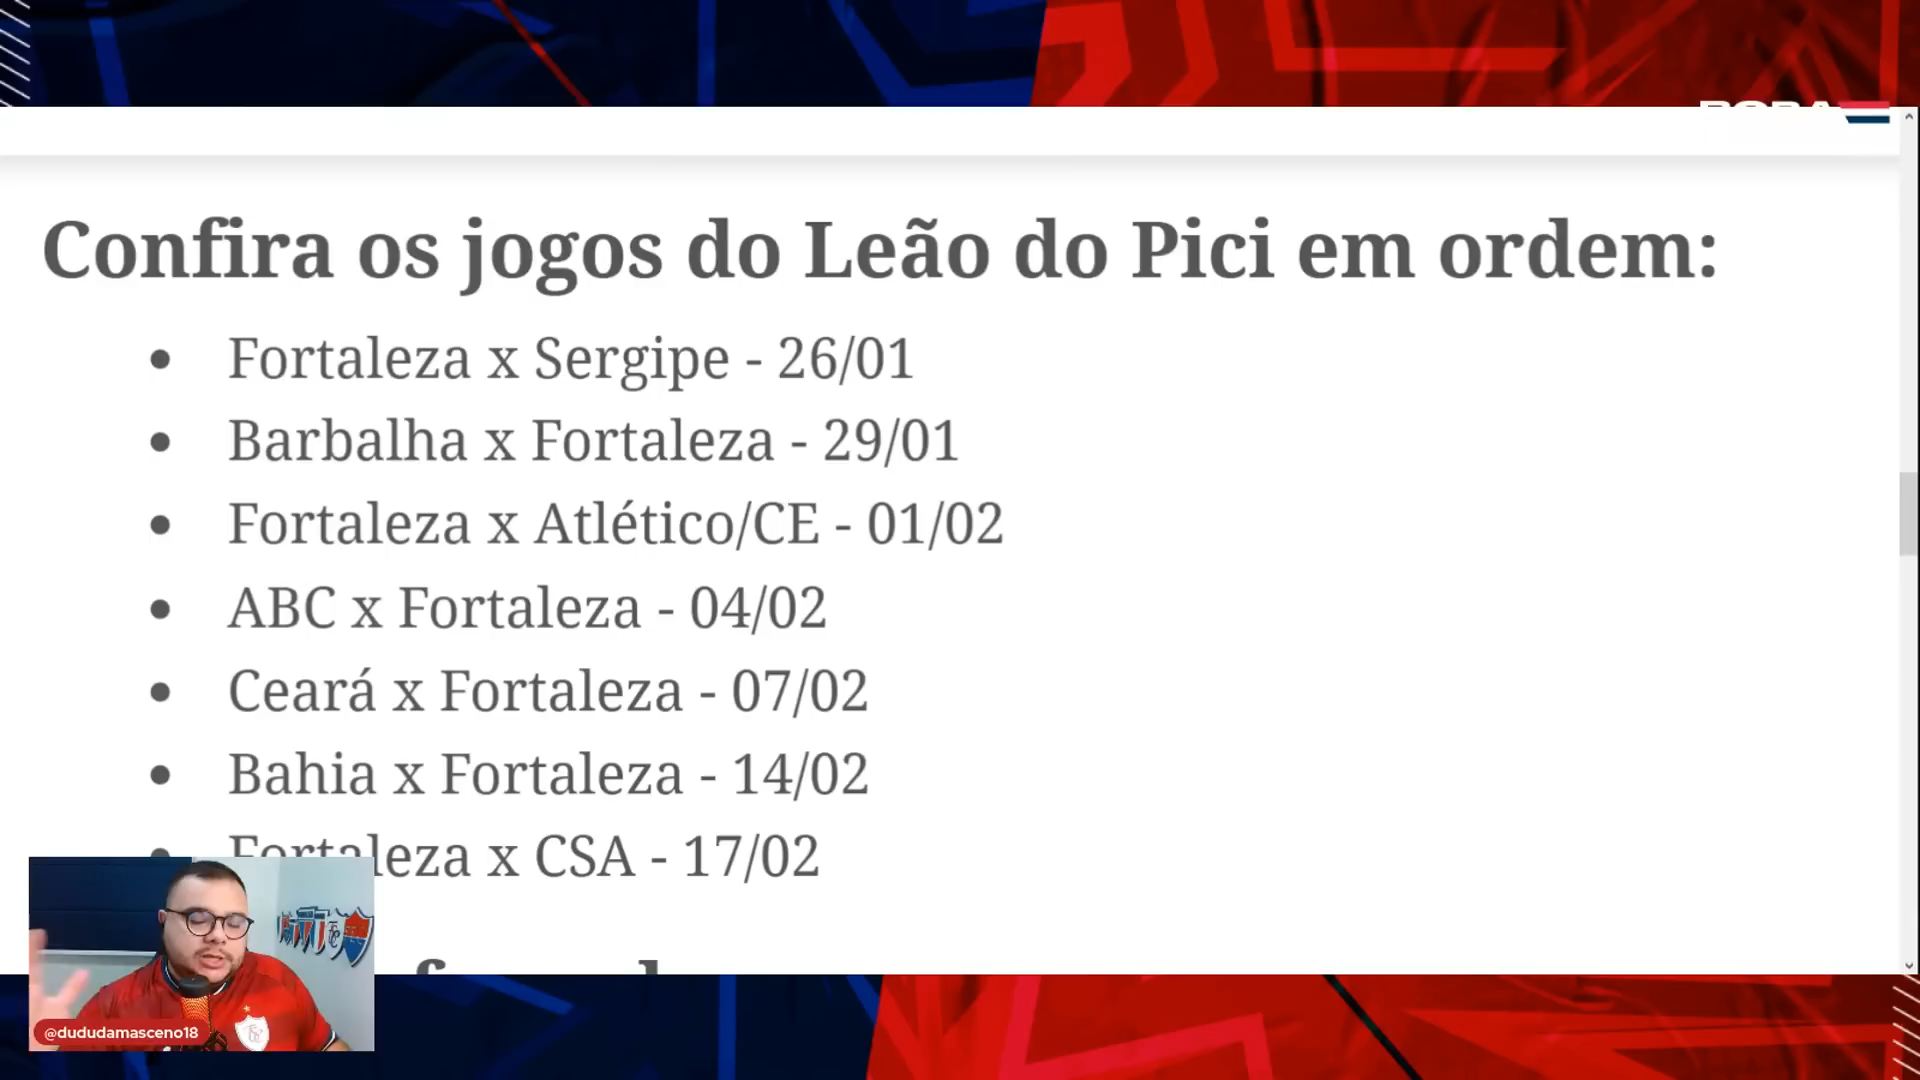 Confira os jogos do Leão do Pici em ordem:
• Fortaleza x Sergipe - 26/01
• Barbalha x Fortaleza - 29/01
• Fortaleza x Atlético/CE - 01/02
• ABC x Fortaleza - 04/02
• Ceará x Fortaleza - 07/02
• Bahia x Fortaleza - 14/02
• Fortaleza x CSA - 17/02
@dududamasceno18